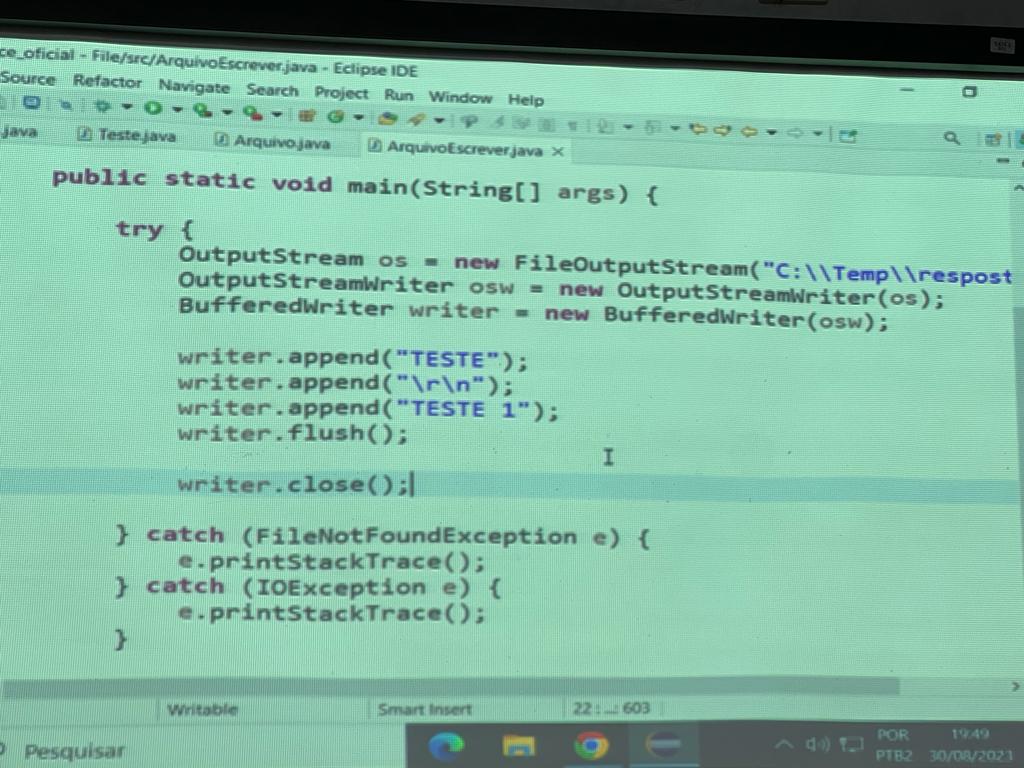 ce_oficial - File/src/ArquivoEscrever.java - Eclipse IDE
Source Refactor Navigate Search Project Run Window Help
.java Teste.java Arquivo.java ArquivoEscrever.java
public static void main(String[] args) {
try {
OutputStream os = new FileOutputStream("C:\\Temp\\respost
OutputStreamWriter osw = new OutputStreamWriter(os);
BufferedWriter writer = new BufferedWriter(osw);
writer.append("TESTE");
writer.append("\r\n");
writer.append("TESTE 1");
writer.flush();
writer.close();
} catch (FileNotFoundException e) {
e.printStackTrace();
} catch (IOException e) {
e.printStackTrace();
}
Writable Smart Insert 22 : ...: 603
Pesquisar
POR 19:49
PTB2 30/08/2023